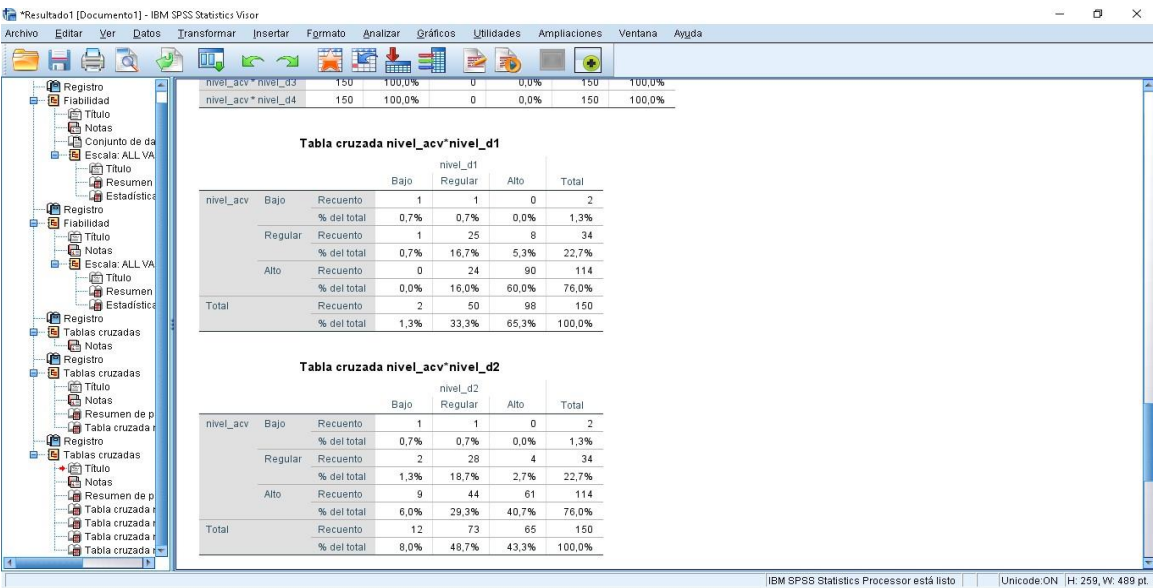 *Resultado1 [Documento1] - IBM SPSS Statistics Visor
Archivo Editar Ver Datos Transformar Insertar Formato Analizar Gráficos Utilidades Ampliaciones Ventana Ayuda
Registro
Fiabilidad
Título
Notas
Conjunto de da
Escala: ALL VA
Título
Resumen
Estadística
Registro
Fiabilidad
Título
Notas
Escala: ALL VA
Título
Resumen
Estadística
Registro
Tablas cruzadas
Notas
Registro
Tablas cruzadas
Título
Notas
Resumen de p
Tabla cruzada r
Registro
Tablas cruzadas
Título
Notas
Resumen de p
Tabla cruzada r
Tabla cruzada r
Tabla cruzada r
Tabla cruzada r
nivel_acv * nivel_d3 150 100,0% 0 0,0% 150 100,0%
nivel_acv * nivel_d4 150 100,0% 0 0,0% 150 100,0%
Tabla cruzada nivel_acv*nivel_d1
nivel_d1
Bajo Regular Alto Total
nivel_acv Bajo Recuento 1 1 0 2
% del total 0,7% 0,7% 0,0% 1,3%
Regular Recuento 1 25 8 34
% del total 0,7% 16,7% 5,3% 22,7%
Alto Recuento 0 24 90 114
% del total 0,0% 16,0% 60,0% 76,0%
Total Recuento 2 50 98 150
% del total 1,3% 33,3% 65,3% 100,0%
Tabla cruzada nivel_acv*nivel_d2
nivel_d2
Bajo Regular Alto Total
nivel_acv Bajo Recuento 1 1 0 2
% del total 0,7% 0,7% 0,0% 1,3%
Regular Recuento 2 28 4 34
% del total 1,3% 18,7% 2,7% 22,7%
Alto Recuento 9 44 61 114
% del total 6,0% 29,3% 40,7% 76,0%
Total Recuento 12 73 65 150
% del total 8,0% 48,7% 43,3% 100,0%
IBM SPSS Statistics Processor está listo Unicode:ON H: 259, W: 489 pt.